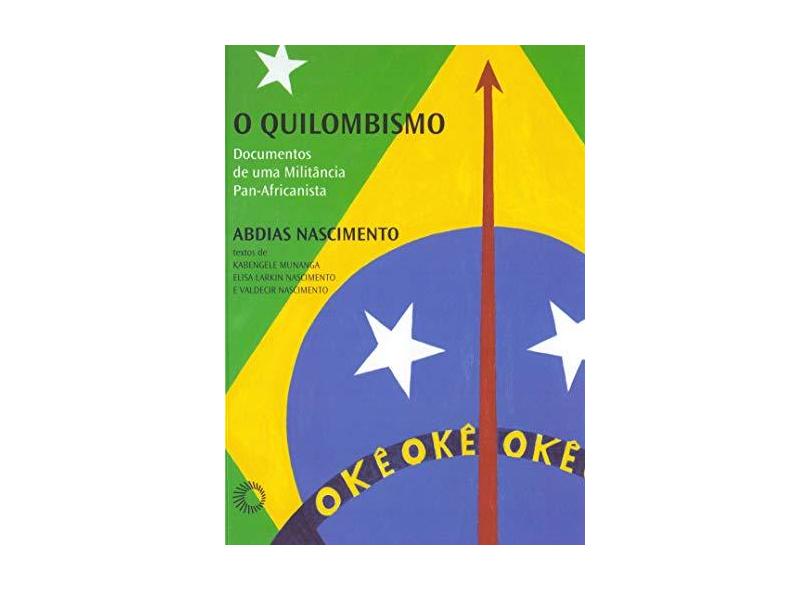 O QUILOMBISMO
Documentos
de uma Militância
Pan-Africanista
ABDIAS NASCIMENTO
textos de
KABENGELE MUNANGA
ELISA LARKIN NASCIMENTO
E VALDECIR NASCIMENTO
OKÊ OKÊ OKÊ